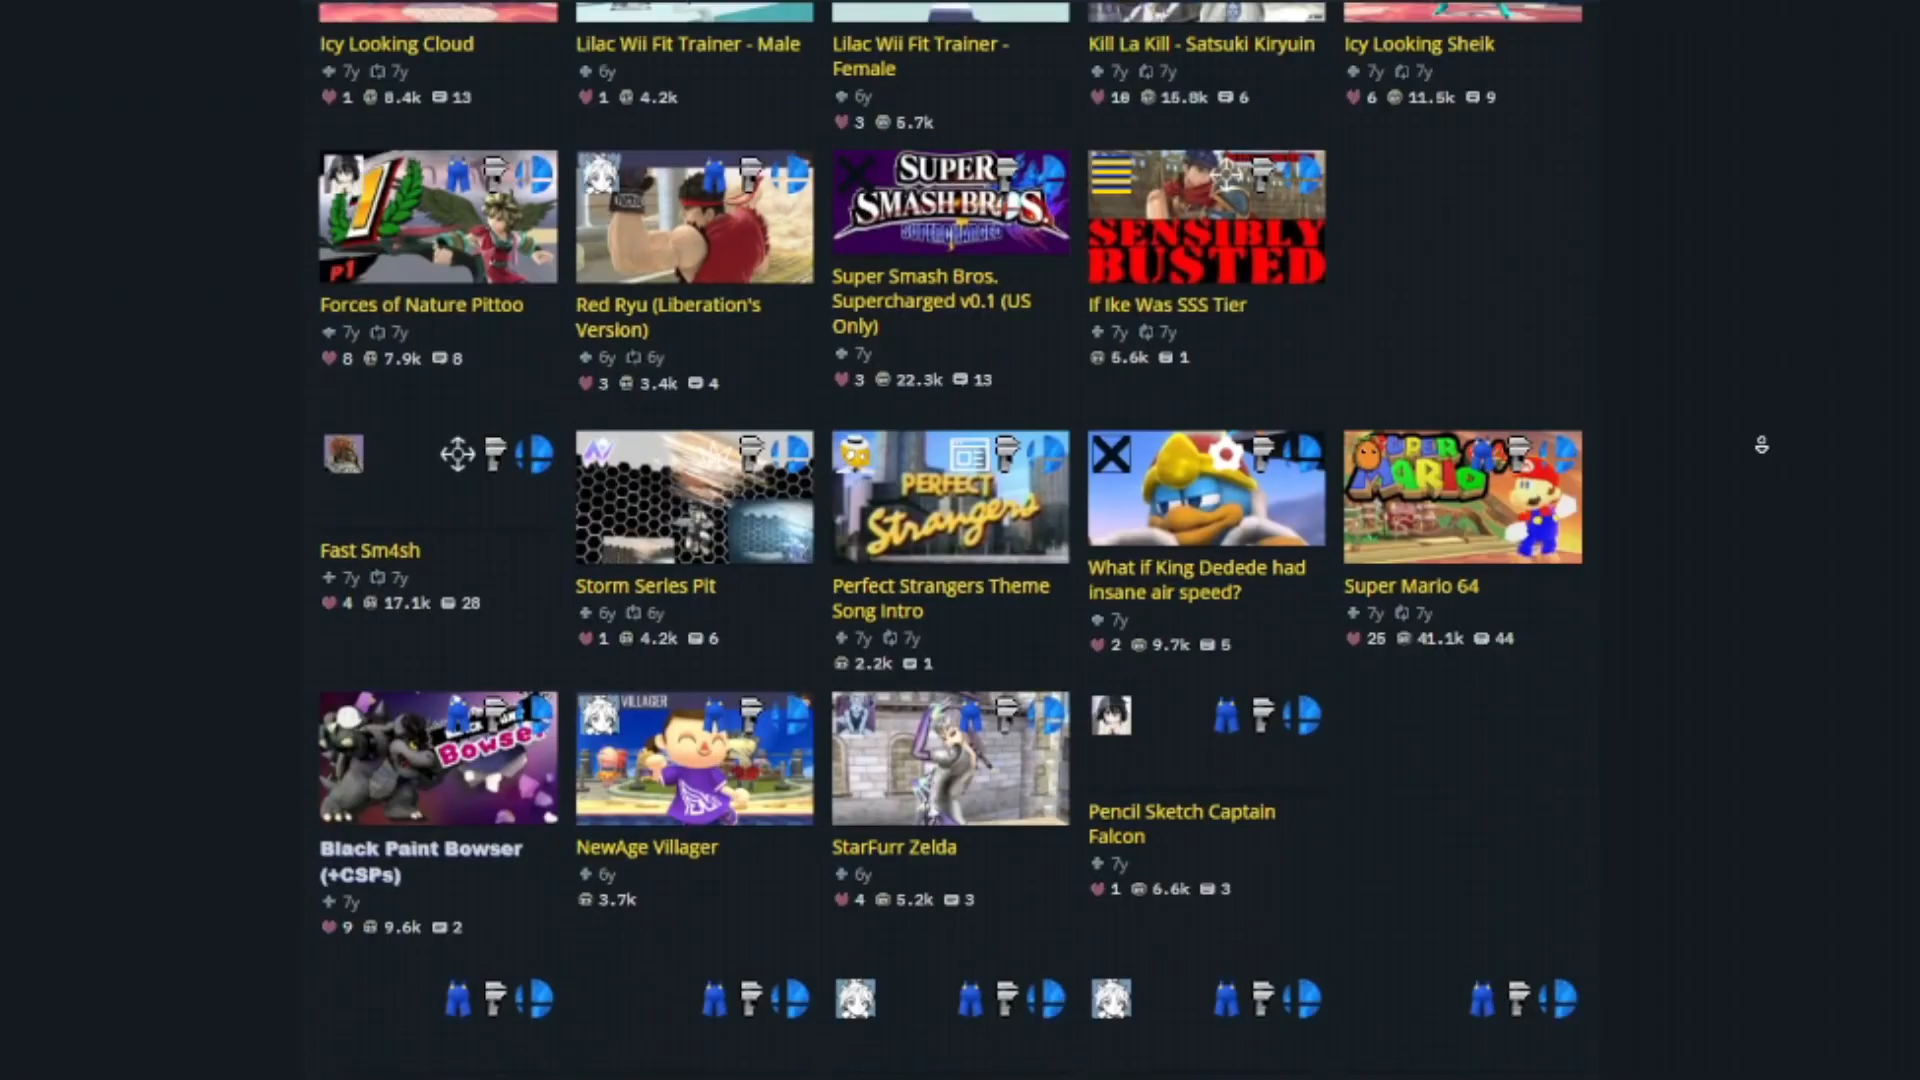 Icy Looking Cloud
7y 7y
1 8.4k 13
Lilac Wii Fit Trainer - Male
6y
1 4.2k
Lilac Wii Fit Trainer -
Female
6y
3 5.7k
Kill La Kill - Satsuki Kiryuin
7y 7y
10 15.8k 6
Icy Looking Sheik
7y 7y
6 11.5k 9
P1
Forces of Nature Pittoo
7y 7y
8 7.9k 8
Red Ryu (Liberation's
Version)
6y 6y
3 3.4k 4
SUPER
SMASH BROS.
SUPERCHARGED
Super Smash Bros.
Supercharged v0.1 (US
Only)
7y
3 22.3k 13
SENSIBLY
BUSTED
If Ike Was SSS Tier
7y 7y
5.6k 1
Fast Sm4sh
7y 7y
4 17.1k 28
Storm Series Pit
6y 6y
1 4.2k 6
PERFECT
Strangers
Perfect Strangers Theme
Song Intro
7y 7y
2.2k 1
What if King Dedede had
insane air speed?
7y
2 9.7k 5
SUPER
MARIO
Super Mario 64
7y 7y
25 41.1k 44
Bowser
Black Paint Bowser
(+CSPs)
7y
9 9.6k 2
VILLAGER
NewAge Villager
6y
3.7k
StarFurr Zelda
6y
4 5.2k 3
Pencil Sketch Captain
Falcon
7y
1 6.6k 3